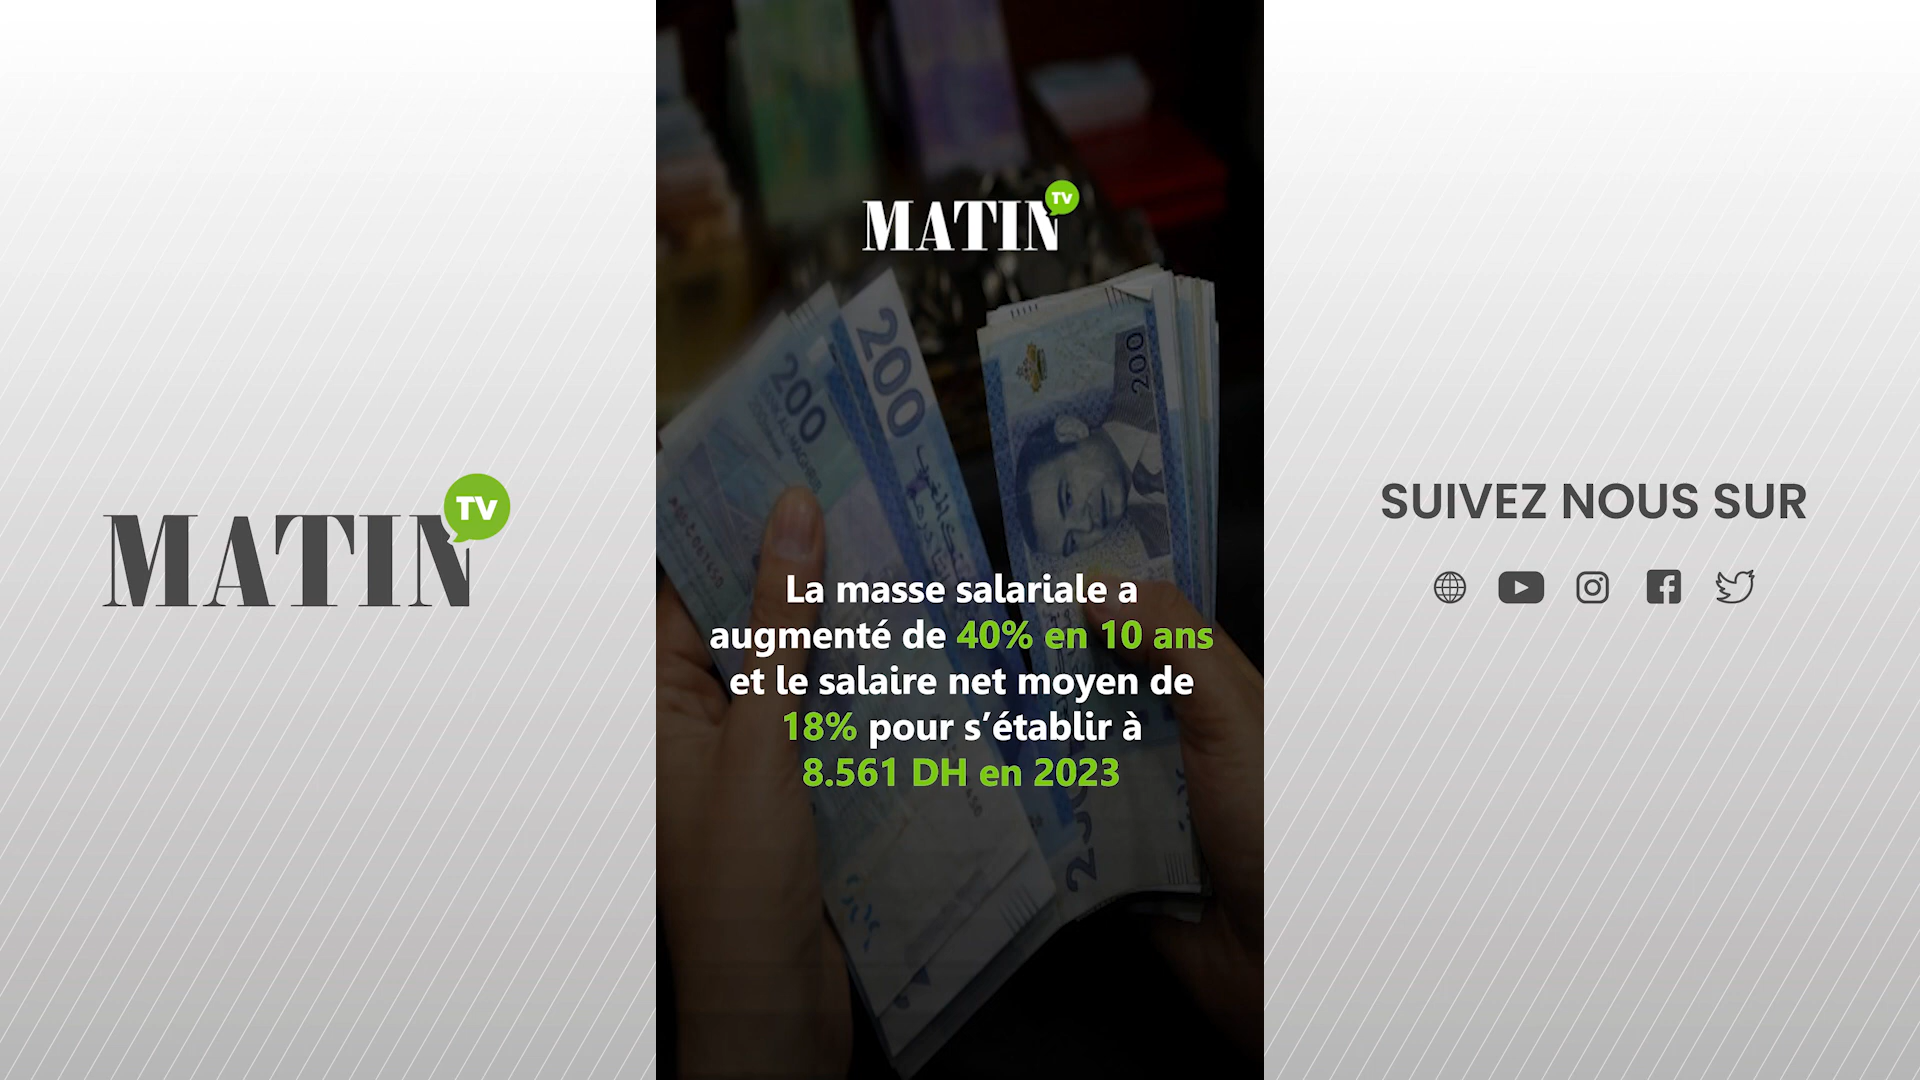 MATIN TV
MATIN TV
200
200
200
La masse salariale a
augmenté de 40% en 10 ans
et le salaire net moyen de
18% pour s’établir à
8.561 DH en 2023
SUIVEZ NOUS SUR